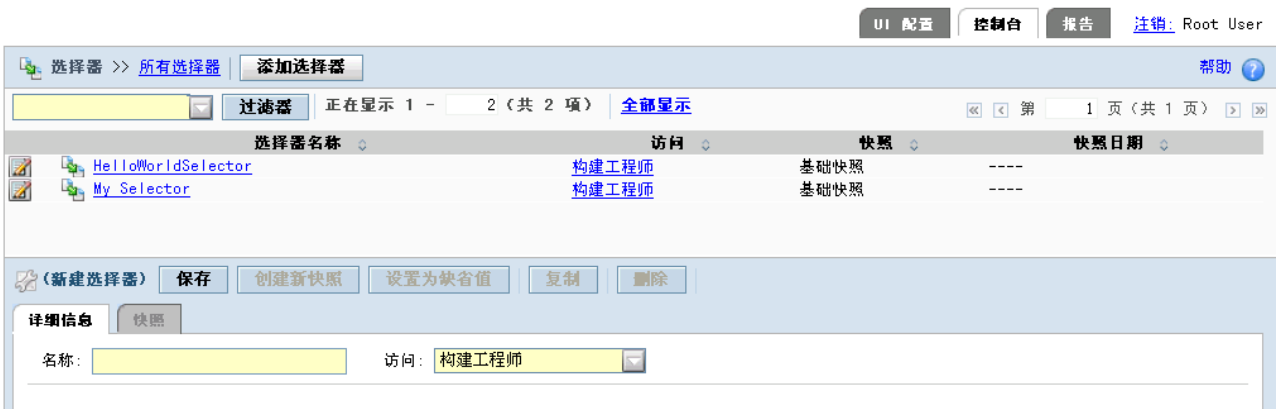 UI 配置 控制台 报告 注销: Root User
选择器 >> 所有选择器 添加选择器 帮助
过滤器 正在显示 1 - 2 (共 2 项) 全部显示 第 1 页 (共 1 页)
选择器名称 访问 快照 快照日期
HelloWorldSelector 构建工程师 基础快照 ----
My Selector 构建工程师 基础快照 ----
(新建选择器) 保存 创建新快照 设置为缺省值 复制 删除
详细信息 快照
名称: 访问: 构建工程师